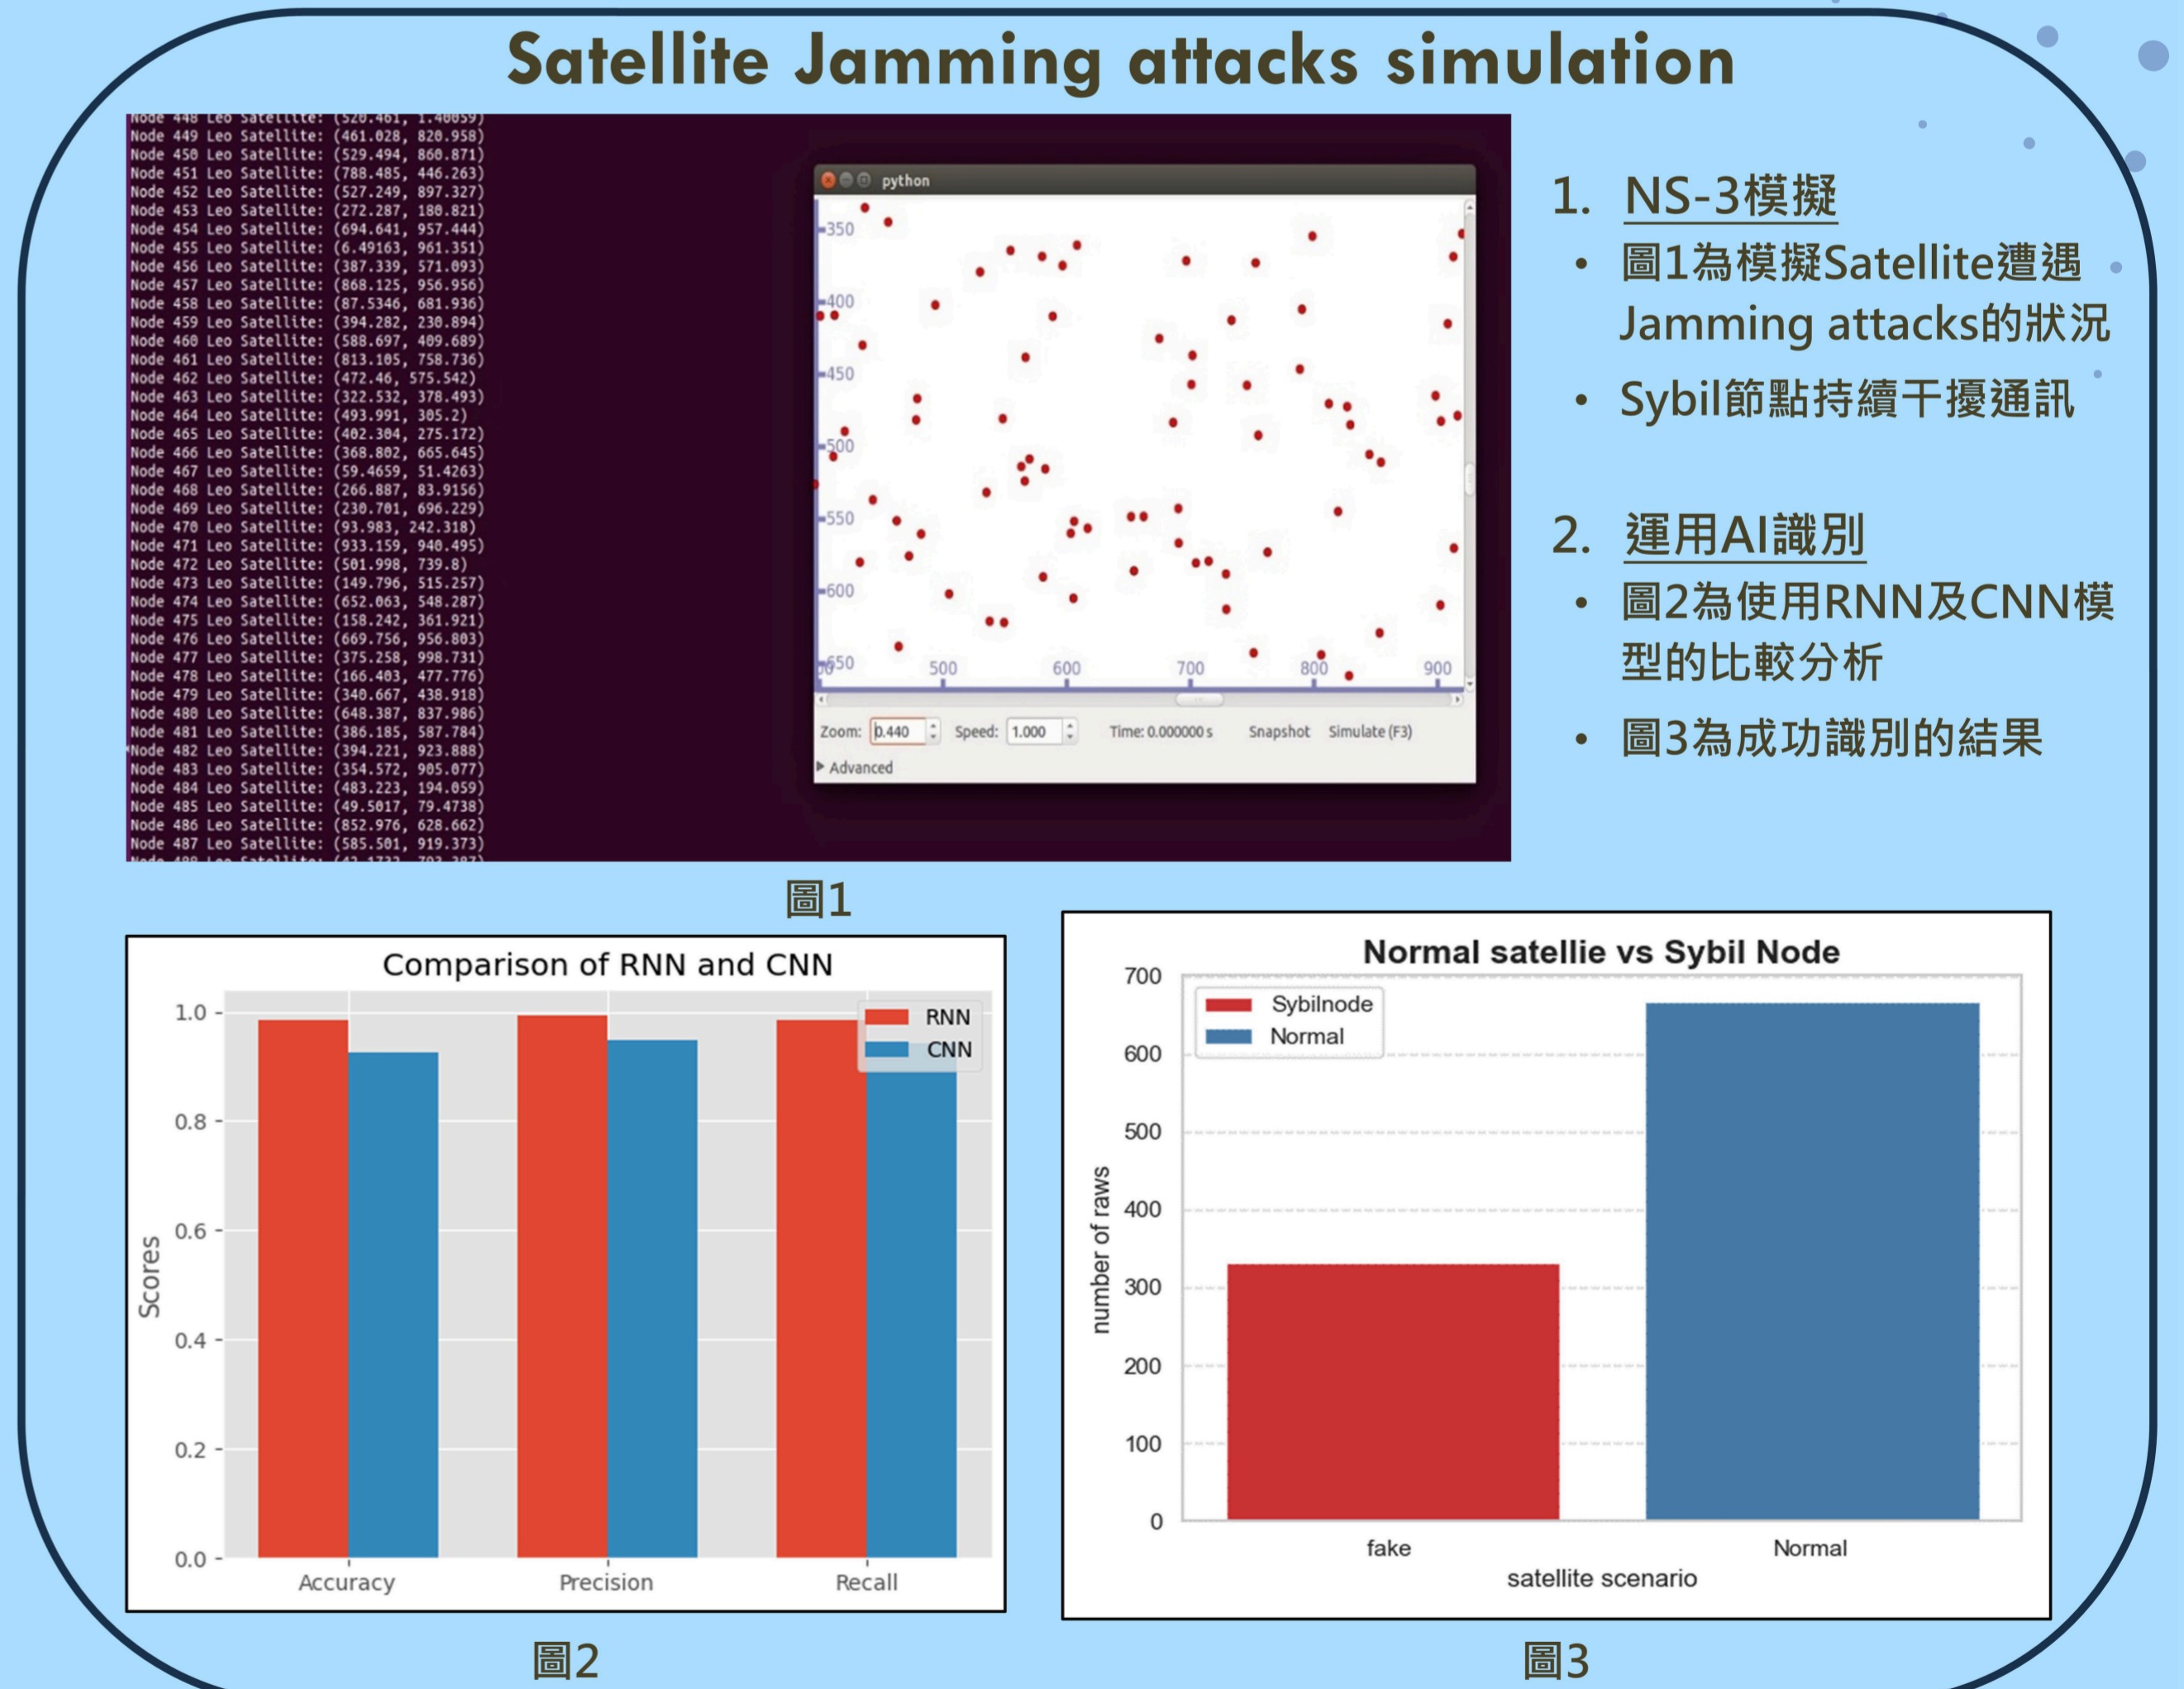 Satellite Jamming attacks simulation
Node 448 Leo Satellite: (520.461, 1.40059)
Node 449 Leo Satellite: (461.028, 820.958)
Node 450 Leo Satellite: (529.494, 860.871)
Node 451 Leo Satellite: (788.485, 446.263)
Node 452 Leo Satellite: (527.249, 897.327)
Node 453 Leo Satellite: (272.287, 180.821)
Node 454 Leo Satellite: (694.641, 957.444)
Node 455 Leo Satellite: (6.49163, 961.351)
Node 456 Leo Satellite: (387.339, 571.093)
Node 457 Leo Satellite: (868.125, 956.956)
Node 458 Leo Satellite: (87.5346, 681.936)
Node 459 Leo Satellite: (394.282, 230.894)
Node 460 Leo Satellite: (588.697, 409.689)
Node 461 Leo Satellite: (813.105, 758.736)
Node 462 Leo Satellite: (472.46, 575.542)
Node 463 Leo Satellite: (322.532, 378.493)
Node 464 Leo Satellite: (493.991, 305.2)
Node 465 Leo Satellite: (402.304, 275.172)
Node 466 Leo Satellite: (368.802, 665.645)
Node 467 Leo Satellite: (59.4659, 51.4263)
Node 468 Leo Satellite: (266.887, 83.9156)
Node 469 Leo Satellite: (230.701, 696.229)
Node 470 Leo Satellite: (93.983, 242.318)
Node 471 Leo Satellite: (933.159, 940.495)
Node 472 Leo Satellite: (501.998, 739.8)
Node 473 Leo Satellite: (149.796, 515.257)
Node 474 Leo Satellite: (652.063, 548.287)
Node 475 Leo Satellite: (158.242, 361.921)
Node 476 Leo Satellite: (669.756, 956.803)
Node 477 Leo Satellite: (375.258, 998.731)
Node 478 Leo Satellite: (166.403, 477.776)
Node 479 Leo Satellite: (340.667, 438.918)
Node 480 Leo Satellite: (648.387, 837.986)
Node 481 Leo Satellite: (386.185, 587.784)
Node 482 Leo Satellite: (394.221, 923.888)
Node 483 Leo Satellite: (354.572, 905.077)
Node 484 Leo Satellite: (483.223, 194.059)
Node 485 Leo Satellite: (49.5017, 79.4738)
Node 486 Leo Satellite: (852.976, 628.662)
Node 487 Leo Satellite: (585.501, 919.373)
python
350
400
450
500
550
600
650
500 600 700 800 900
Zoom: 0.440 Speed: 1.000 Time: 0.000000 s Snapshot Simulate (F3)
Advanced
圖1
1. NS-3模擬
• 圖1為模擬Satellite遭遇
Jamming attacks的狀況
• Sybil節點持續干擾通訊
2. 運用AI識別
• 圖2為使用RNN及CNN模
型的比較分析
• 圖3為成功識別的結果
Comparison of RNN and CNN
RNN
CNN
Scores
1.0
0.8
0.6
0.4
0.2
0.0
Accuracy Precision Recall
圖2
Normal satellie vs Sybil Node
Sybilnode
Normal
number of raws
700
600
500
400
300
200
100
0
fake Normal
satellite scenario
圖3